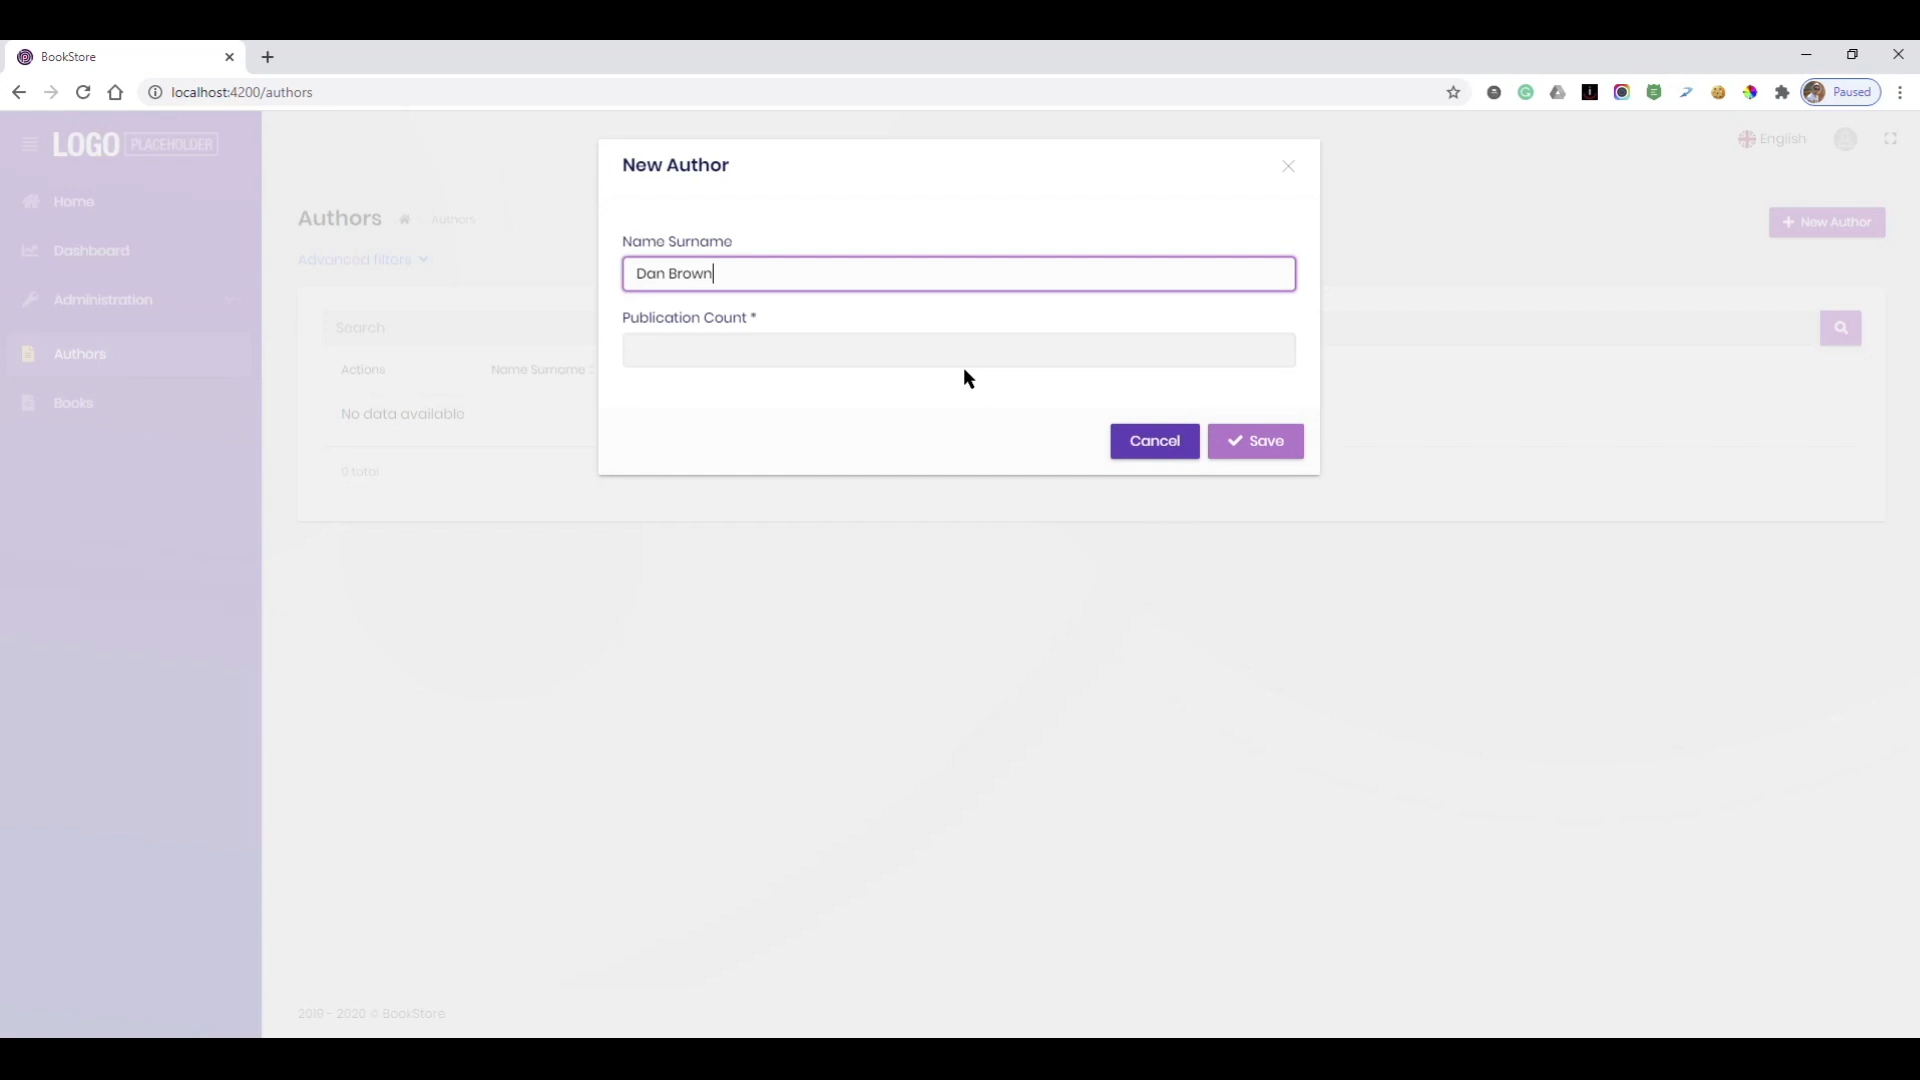 BookStore
localhost:4200/authors
Paused
LOGO PLACEHOLDER
English
Home
Dashboard
Administration
Authors
Books
Authors Authors
+ New Author
Advanced filters
Search
Actions Name Surname
No data available
0 total
New Author
Name Surname
Dan Brown
Publication Count *
Cancel Save
2019 - 2020 © BookStore